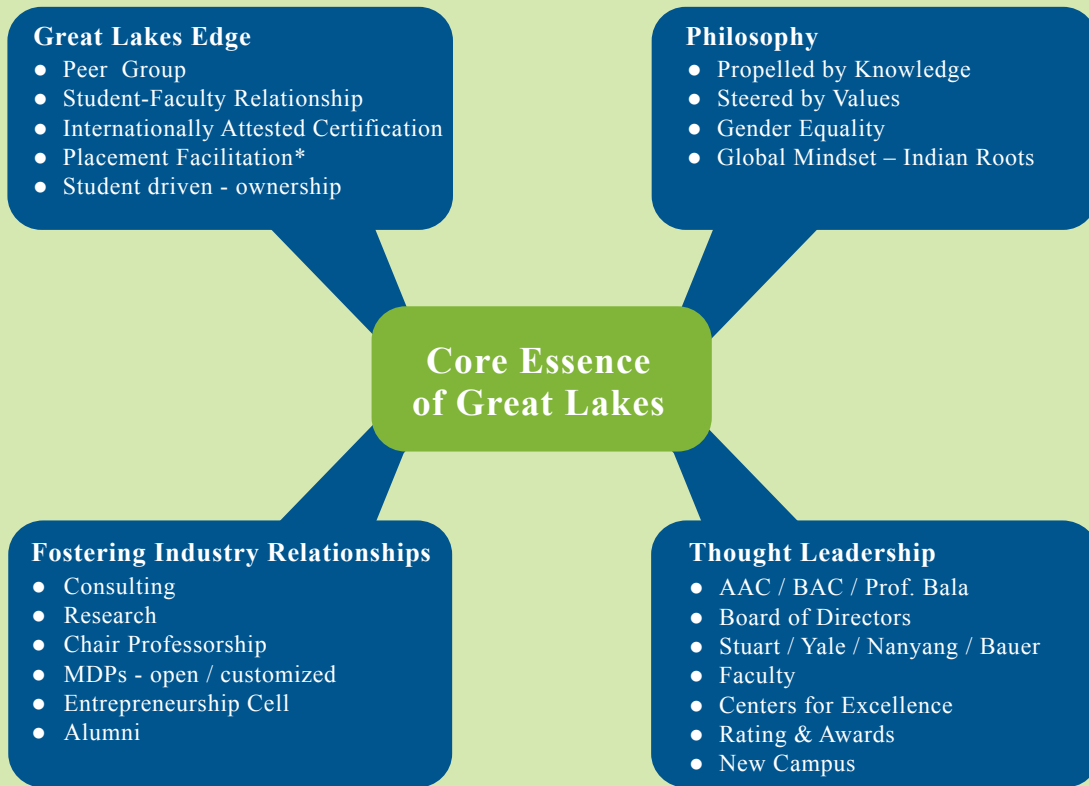 Great Lakes Edge
● Peer Group
● Student-Faculty Relationship
● Internationally Attested Certification
● Placement Facilitation*
● Student driven - ownership
Philosophy
● Propelled by Knowledge
● Steered by Values
● Gender Equality
● Global Mindset – Indian Roots
Core Essence
of Great Lakes
Fostering Industry Relationships
● Consulting
● Research
● Chair Professorship
● MDPs - open / customized
● Entrepreneurship Cell
● Alumni
Thought Leadership
● AAC / BAC / Prof. Bala
● Board of Directors
● Stuart / Yale / Nanyang / Bauer
● Faculty
● Centers for Excellence
● Rating & Awards
● New Campus